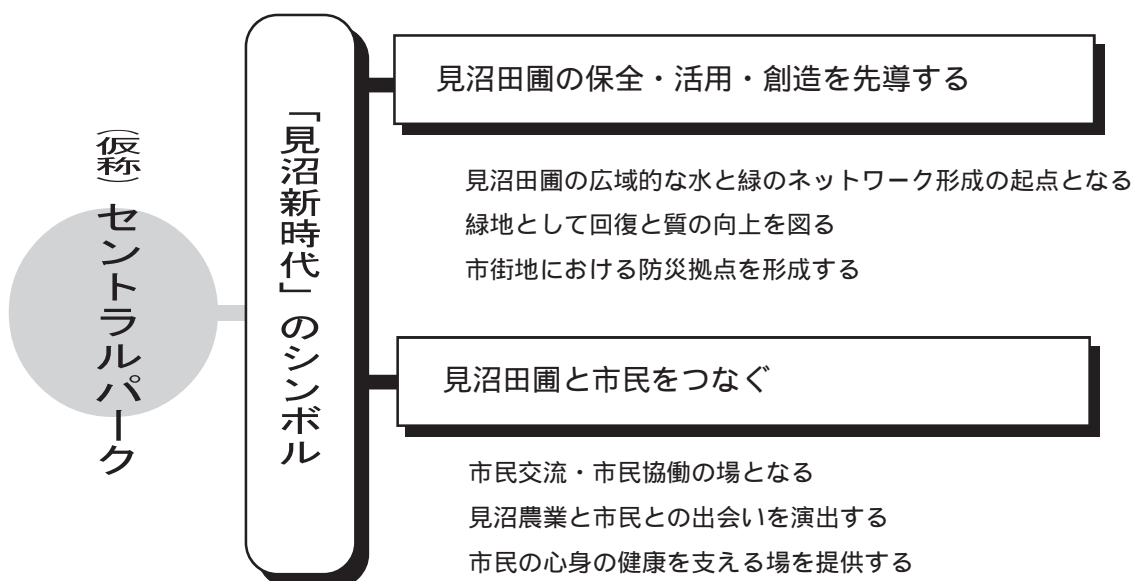 （仮称）セントラルパーク
「見沼新時代」のシンボル
見沼田圃の保全・活用・創造を先導する
見沼田圃の広域的な水と緑のネットワーク形成の起点となる
緑地として回復と質の向上を図る
市街地における防災拠点を形成する
見沼田圃と市民をつなぐ
市民交流・市民協働の場となる
見沼農業と市民との出会いを演出する
市民の心身の健康を支える場を提供する